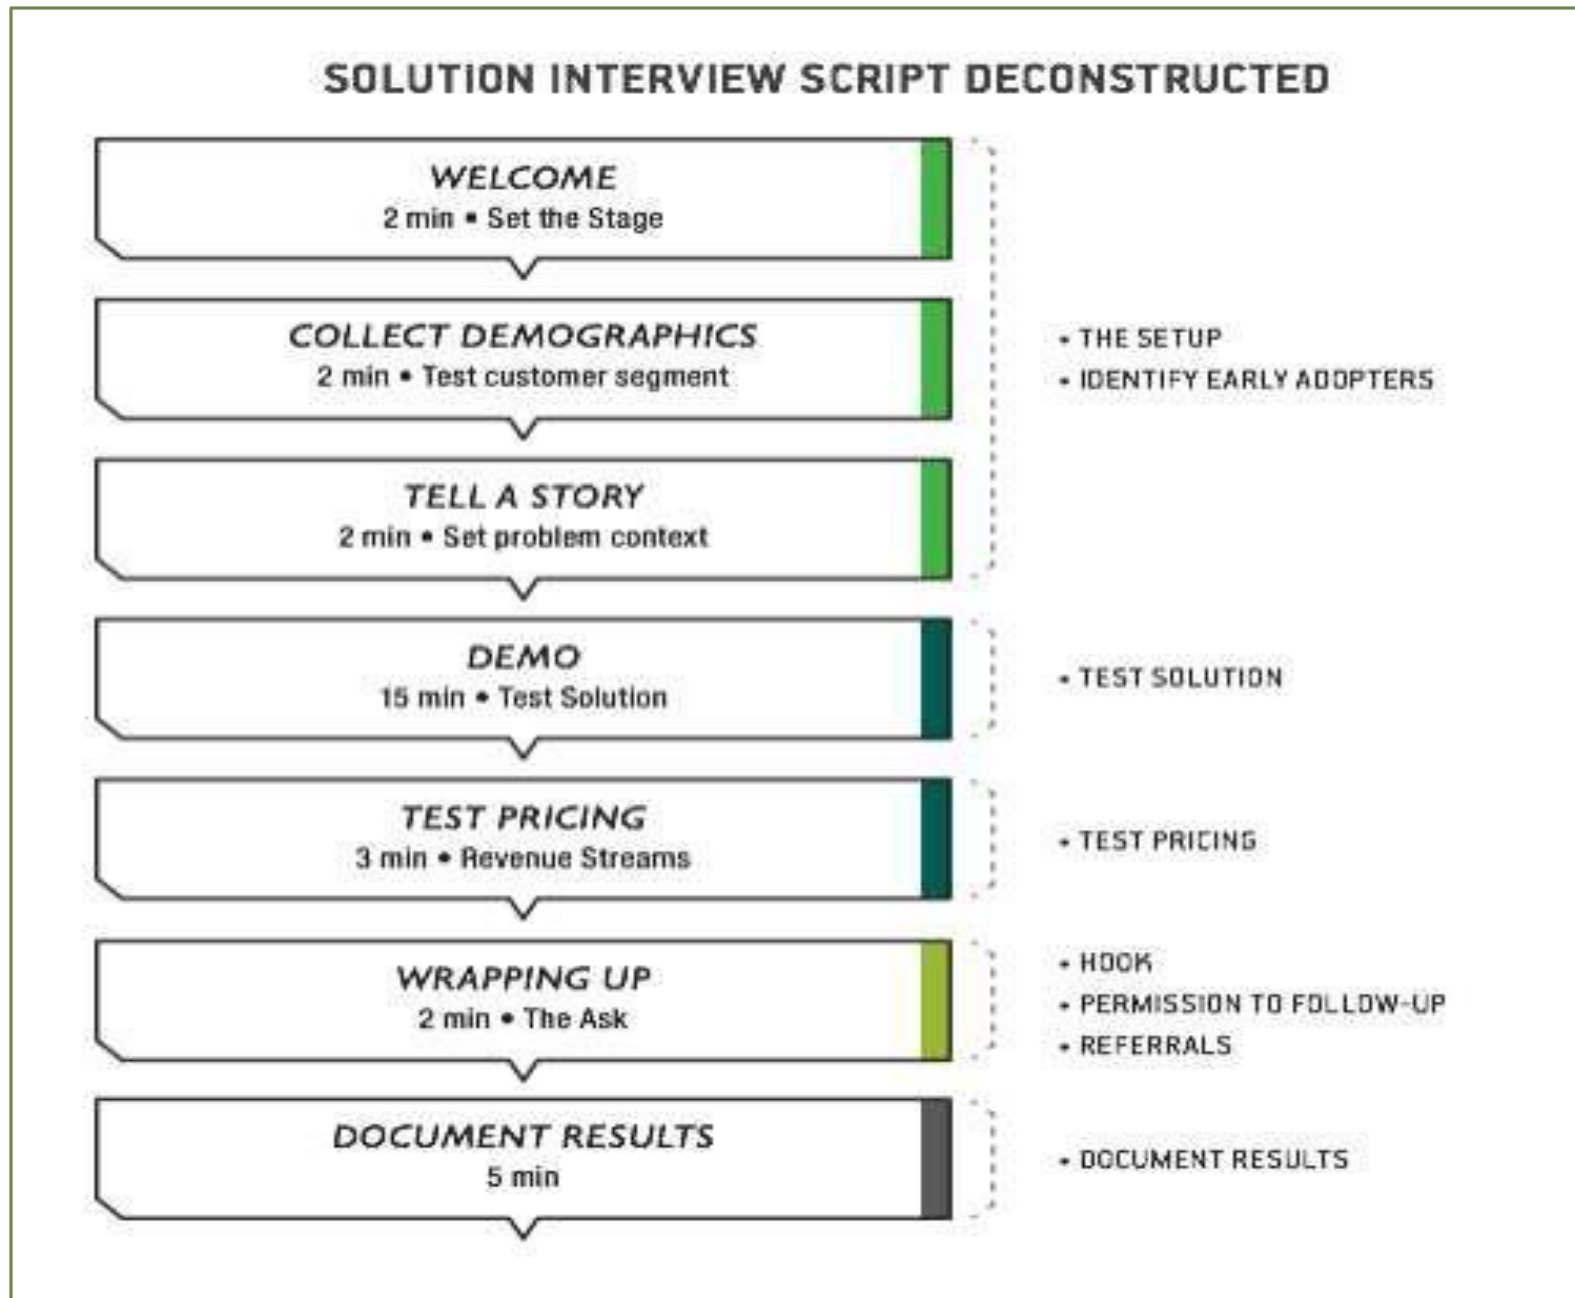 SOLUTION INTERVIEW SCRIPT DECONSTRUCTED
WELCOME
2 min • Set the Stage
COLLECT DEMOGRAPHICS
2 min • Test customer segment
• THE SETUP
• IDENTIFY EARLY ADOPTERS
TELL A STORY
2 min • Set problem context
DEMO
15 min • Test Solution
• TEST SOLUTION
TEST PRICING
3 min • Revenue Streams
• TEST PRICING
WRAPPING UP
2 min • The Ask
• HOOK
• PERMISSION TO FOLLOW-UP
• REFERRALS
DOCUMENT RESULTS
5 min
• DOCUMENT RESULTS